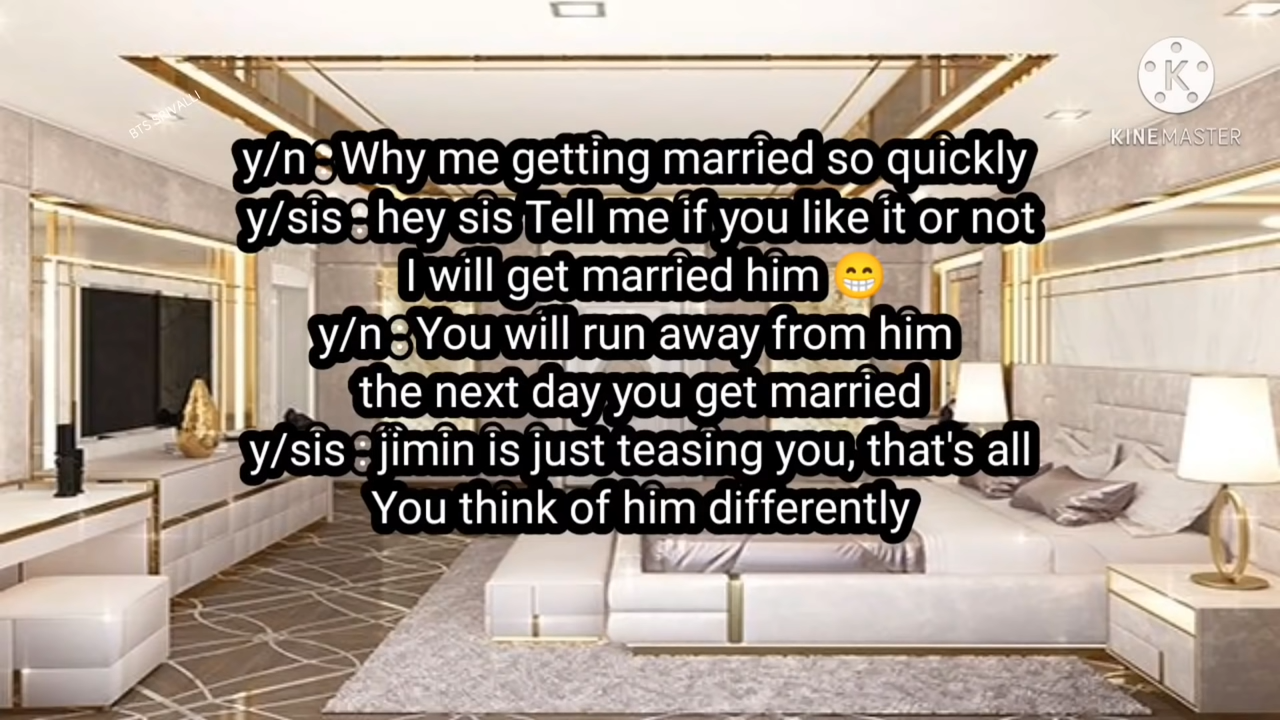 BTS SRIVALLI
K
KINEMASTER
y/n : Why me getting married so quickly
y/sis : hey sis Tell me if you like it or not
I will get married him 😁
y/n : You will run away from him
the next day you get married
y/sis : jimin is just teasing you, that's all
You think of him differently